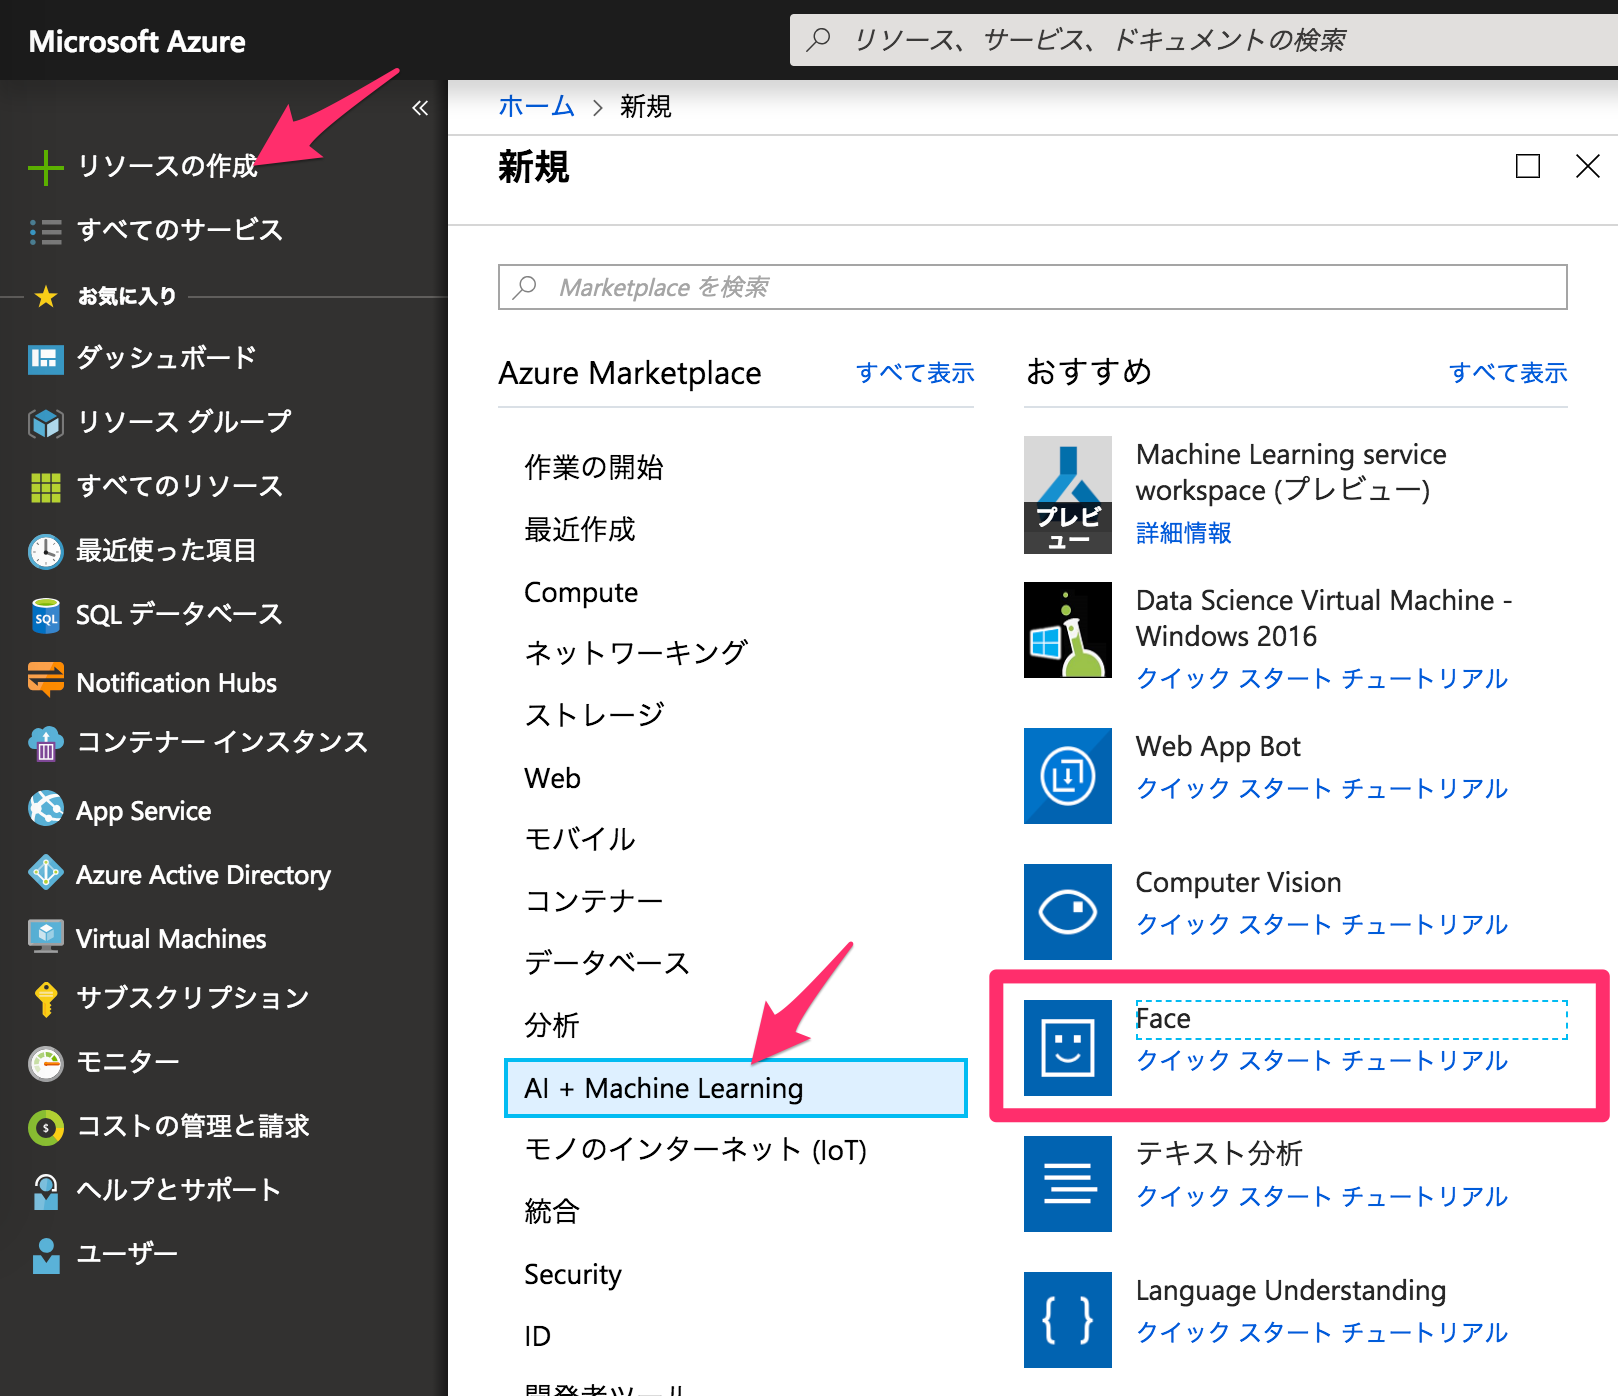 Microsoft Azure
リソース、サービス、ドキュメントの検索
リソースの作成
すべてのサービス
お気に入り
ダッシュボード
リソース グループ
すべてのリソース
最近使った項目
SQL
SQL データベース
Notification Hubs
コンテナー インスタンス
App Service
Azure Active Directory
Virtual Machines
サブスクリプション
モニター
コストの管理と請求
ヘルプとサポート
ユーザー
ホーム > 新規
新規
Marketplace を検索
Azure Marketplace
すべて表示
作業の開始
最近作成
Compute
ネットワーキング
ストレージ
Web
モバイル
コンテナー
データベース
分析
AI + Machine Learning
モノのインターネット (IoT)
統合
Security
ID
開発者ツール
おすすめ
すべて表示
プレビ
ュー
Machine Learning service
workspace (プレビュー)
詳細情報
Data Science Virtual Machine -
Windows 2016
クイック スタート チュートリアル
Web App Bot
クイック スタート チュートリアル
Computer Vision
クイック スタート チュートリアル
Face
クイック スタート チュートリアル
テキスト分析
クイック スタート チュートリアル
Language Understanding
クイック スタート チュートリアル